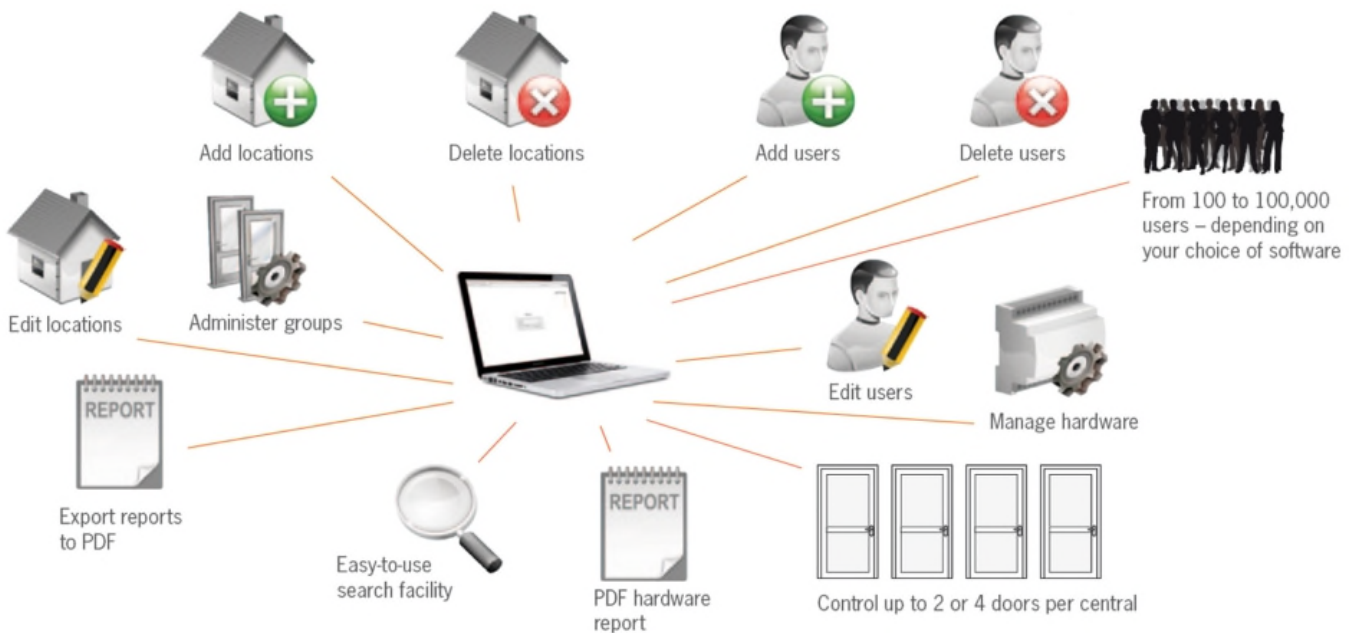 Add locations
Delete locations
Add users
Delete users
From 100 to 100,000
users – depending on
your choice of software
Edit locations
Administer groups
Edit users
Manage hardware
REPORT
Export reports
to PDF
Easy-to-use
search facility
REPORT
PDF hardware
report
Control up to 2 or 4 doors per central